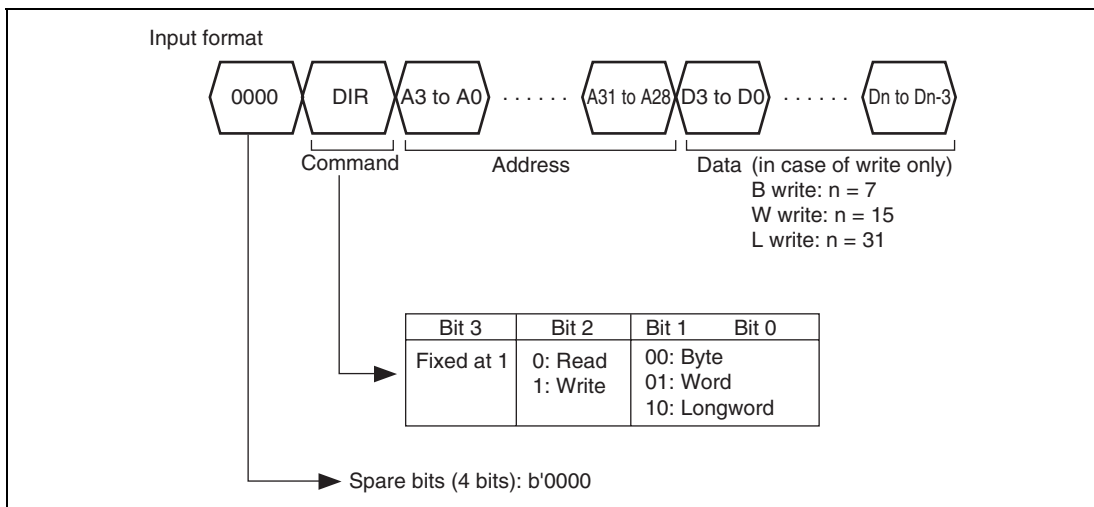 Input format
0000 DIR A3 to A0 · · · · · · A31 to A28 D3 to D0 · · · · · · Dn to Dn-3
Command Address Data (in case of write only)
B write: n = 7
W write: n = 15
L write: n = 31
Bit 3 Bit 2 Bit 1 Bit 0
Fixed at 1 0: Read 00: Byte
1: Write 01: Word
10: Longword
Spare bits (4 bits): b'0000